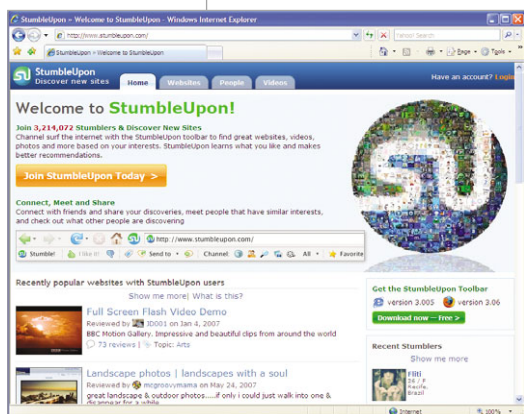 StumbleUpon » Welcome to StumbleUpon - Windows Internet Explorer
http://www.stumbleupon.com/
Yahoo! Search
StumbleUpon » Welcome to StumbleUpon
Page
Tools
StumbleUpon
Discover new sites
Home
Websites
People
Videos
Have an account? Login
Welcome to StumbleUpon!
Join 3,214,072 Stumblers & Discover New Sites
Channel surf the internet with the StumbleUpon toolbar to find great websites, videos,
photos and more based on your interests. StumbleUpon learns what you like and makes
better recommendations.
Join StumbleUpon Today >
Connect, Meet and Share
Connect with friends and share your discoveries, meet people that have similar interests,
and check out what other people are discovering
http://www.stumbleupon.com/
Stumble!
I like it!
Send to
Channel:
All
Favorite
Recently popular websites with StumbleUpon users
Show me more| What is this?
Full Screen Flash Video Demo
Reviewed by JD001 on Jan 4, 2007
BBC Motion Gallery. Impressive and beautiful clips from around the world
73 reviews | Topic: Arts
Landscape photos | landscapes with a soul
Reviewed by mcgroovymama on May 24, 2007
great landscape & outdoor photos.....if only i could just walk into one &
disappear for a while
Get the StumbleUpon Toolbar
version 3.005 version 3.06
Download now — Free >
Recent Stumblers
Show me more
Fliti
26 / F
Recife,
Brazil
Internet
100%